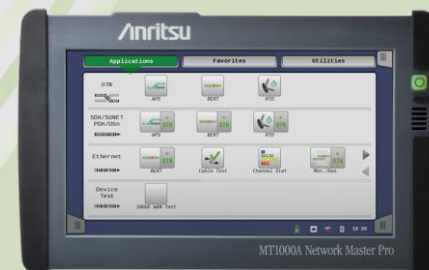 Anritsu
Applications Favorites Utilities
OTN
APS BERT RTD
SDH/SONET
PDH/DSn
APS BERT RTD
Ethernet
BERT Cable Test Channel Stat Mon./Gen.
Device
Test
MT1000A Network Master Pro